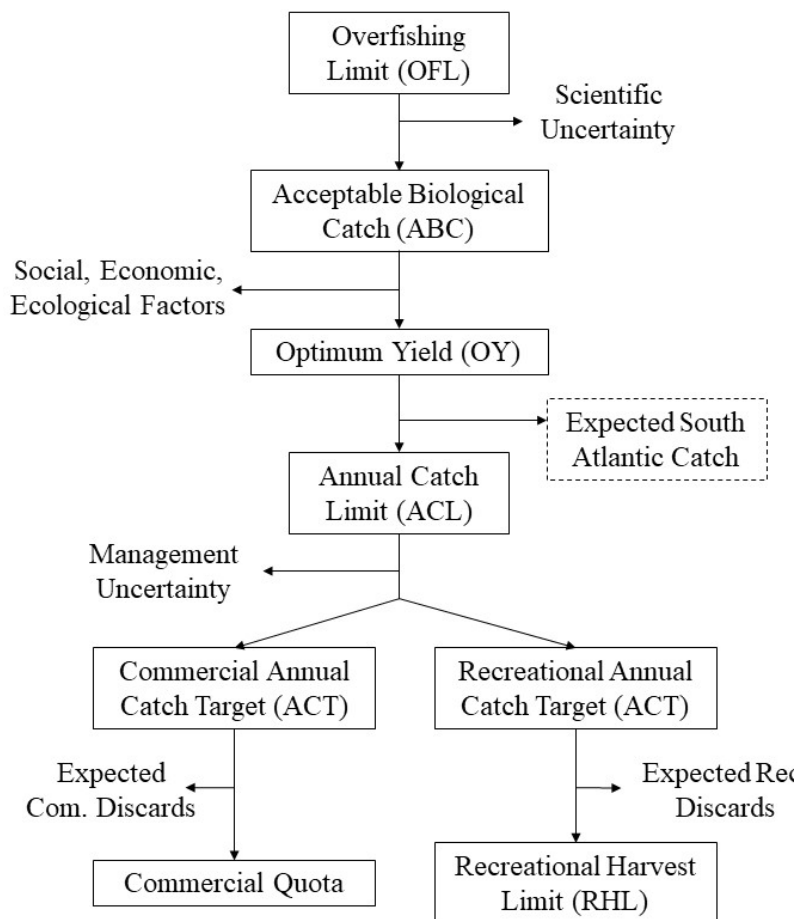 Overfishing
Limit (OFL)
Scientific
Uncertainty
Acceptable Biological
Catch (ABC)
Social, Economic,
Ecological Factors
Optimum Yield (OY)
Expected South
Atlantic Catch
Annual Catch
Limit (ACL)
Management
Uncertainty
Commercial Annual
Catch Target (ACT)
Recreational Annual
Catch Target (ACT)
Expected
Com. Discards
Expected Rec
Discards
Commercial Quota
Recreational Harvest
Limit (RHL)